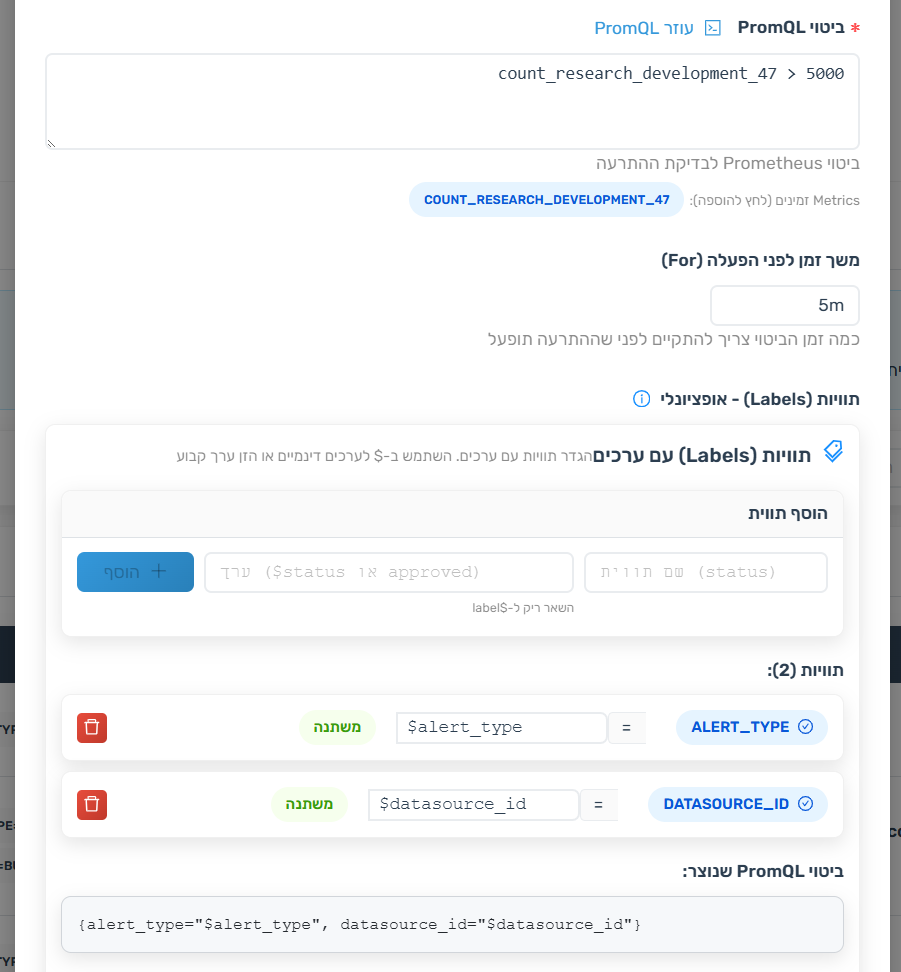 * ביטוי PromQL עוזר PromQL
count_research_development_47 > 5000
ביטוי Prometheus לבדיקת ההתרעה
Metrics זמינים (לחץ להוספה): COUNT_RESEARCH_DEVELOPMENT_47
משך זמן לפני הפעלה (For)
5m
כמה זמן הביטוי צריך להתקיים לפני שההתרעה תופעל
תוויות (Labels) - אופציונלי
תוויות (Labels) עם ערכים הגדר תוויות עם ערכים. השתמש ב-$ לערכים דינמיים או הזן ערך קבוע
הוסף תווית
שם תווית (status) ערך ($status או approved) הוסף
השאר ריק ל-$label
תוויות (2):
ALERT_TYPE = $alert_type משתנה
DATASOURCE_ID = $datasource_id משתנה
ביטוי PromQL שנוצר:
{alert_type="$alert_type", datasource_id="$datasource_id"}